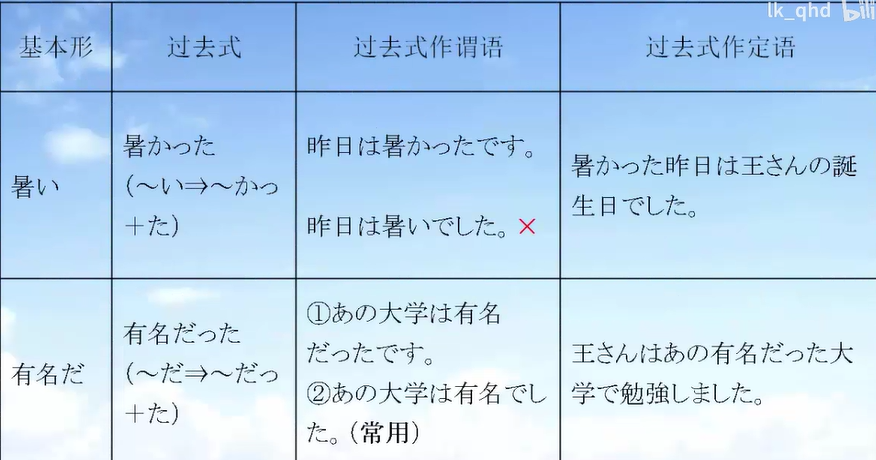 lk_qhd bili
基本形
过去式
过去式作谓语
过去式作定语
暑い
暑かった
（～い⇒～かっ
＋た）
昨日は暑かったです。
昨日は暑いでした。×
暑かった昨日は王さんの誕
生日でした。
有名だ
有名だった
（～だ⇒～だっ
＋た）
①あの大学は有名
だったです。
②あの大学は有名でし
た。（常用）
王さんはあの有名だった大
学で勉強しました。